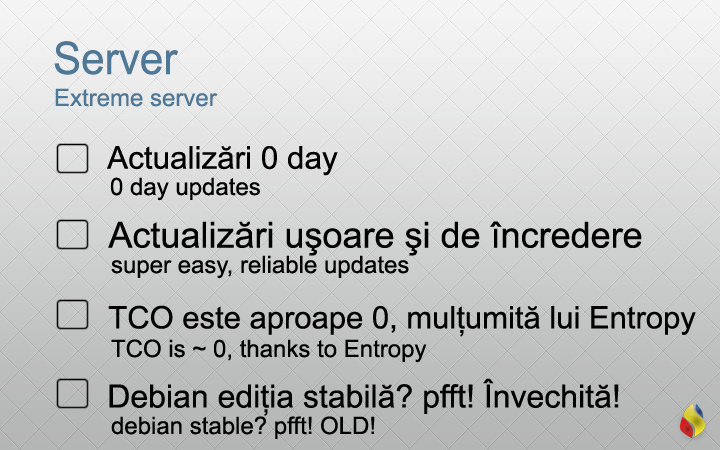 Server
Extreme server
Actualizări 0 day
0 day updates
Actualizări uşoare şi de încredere
super easy, reliable updates
TCO este aproape 0, mulțumită lui Entropy
TCO is ~ 0, thanks to Entropy
Debian ediția stabilă? pfft! Învechită!
debian stable? pfft! OLD!